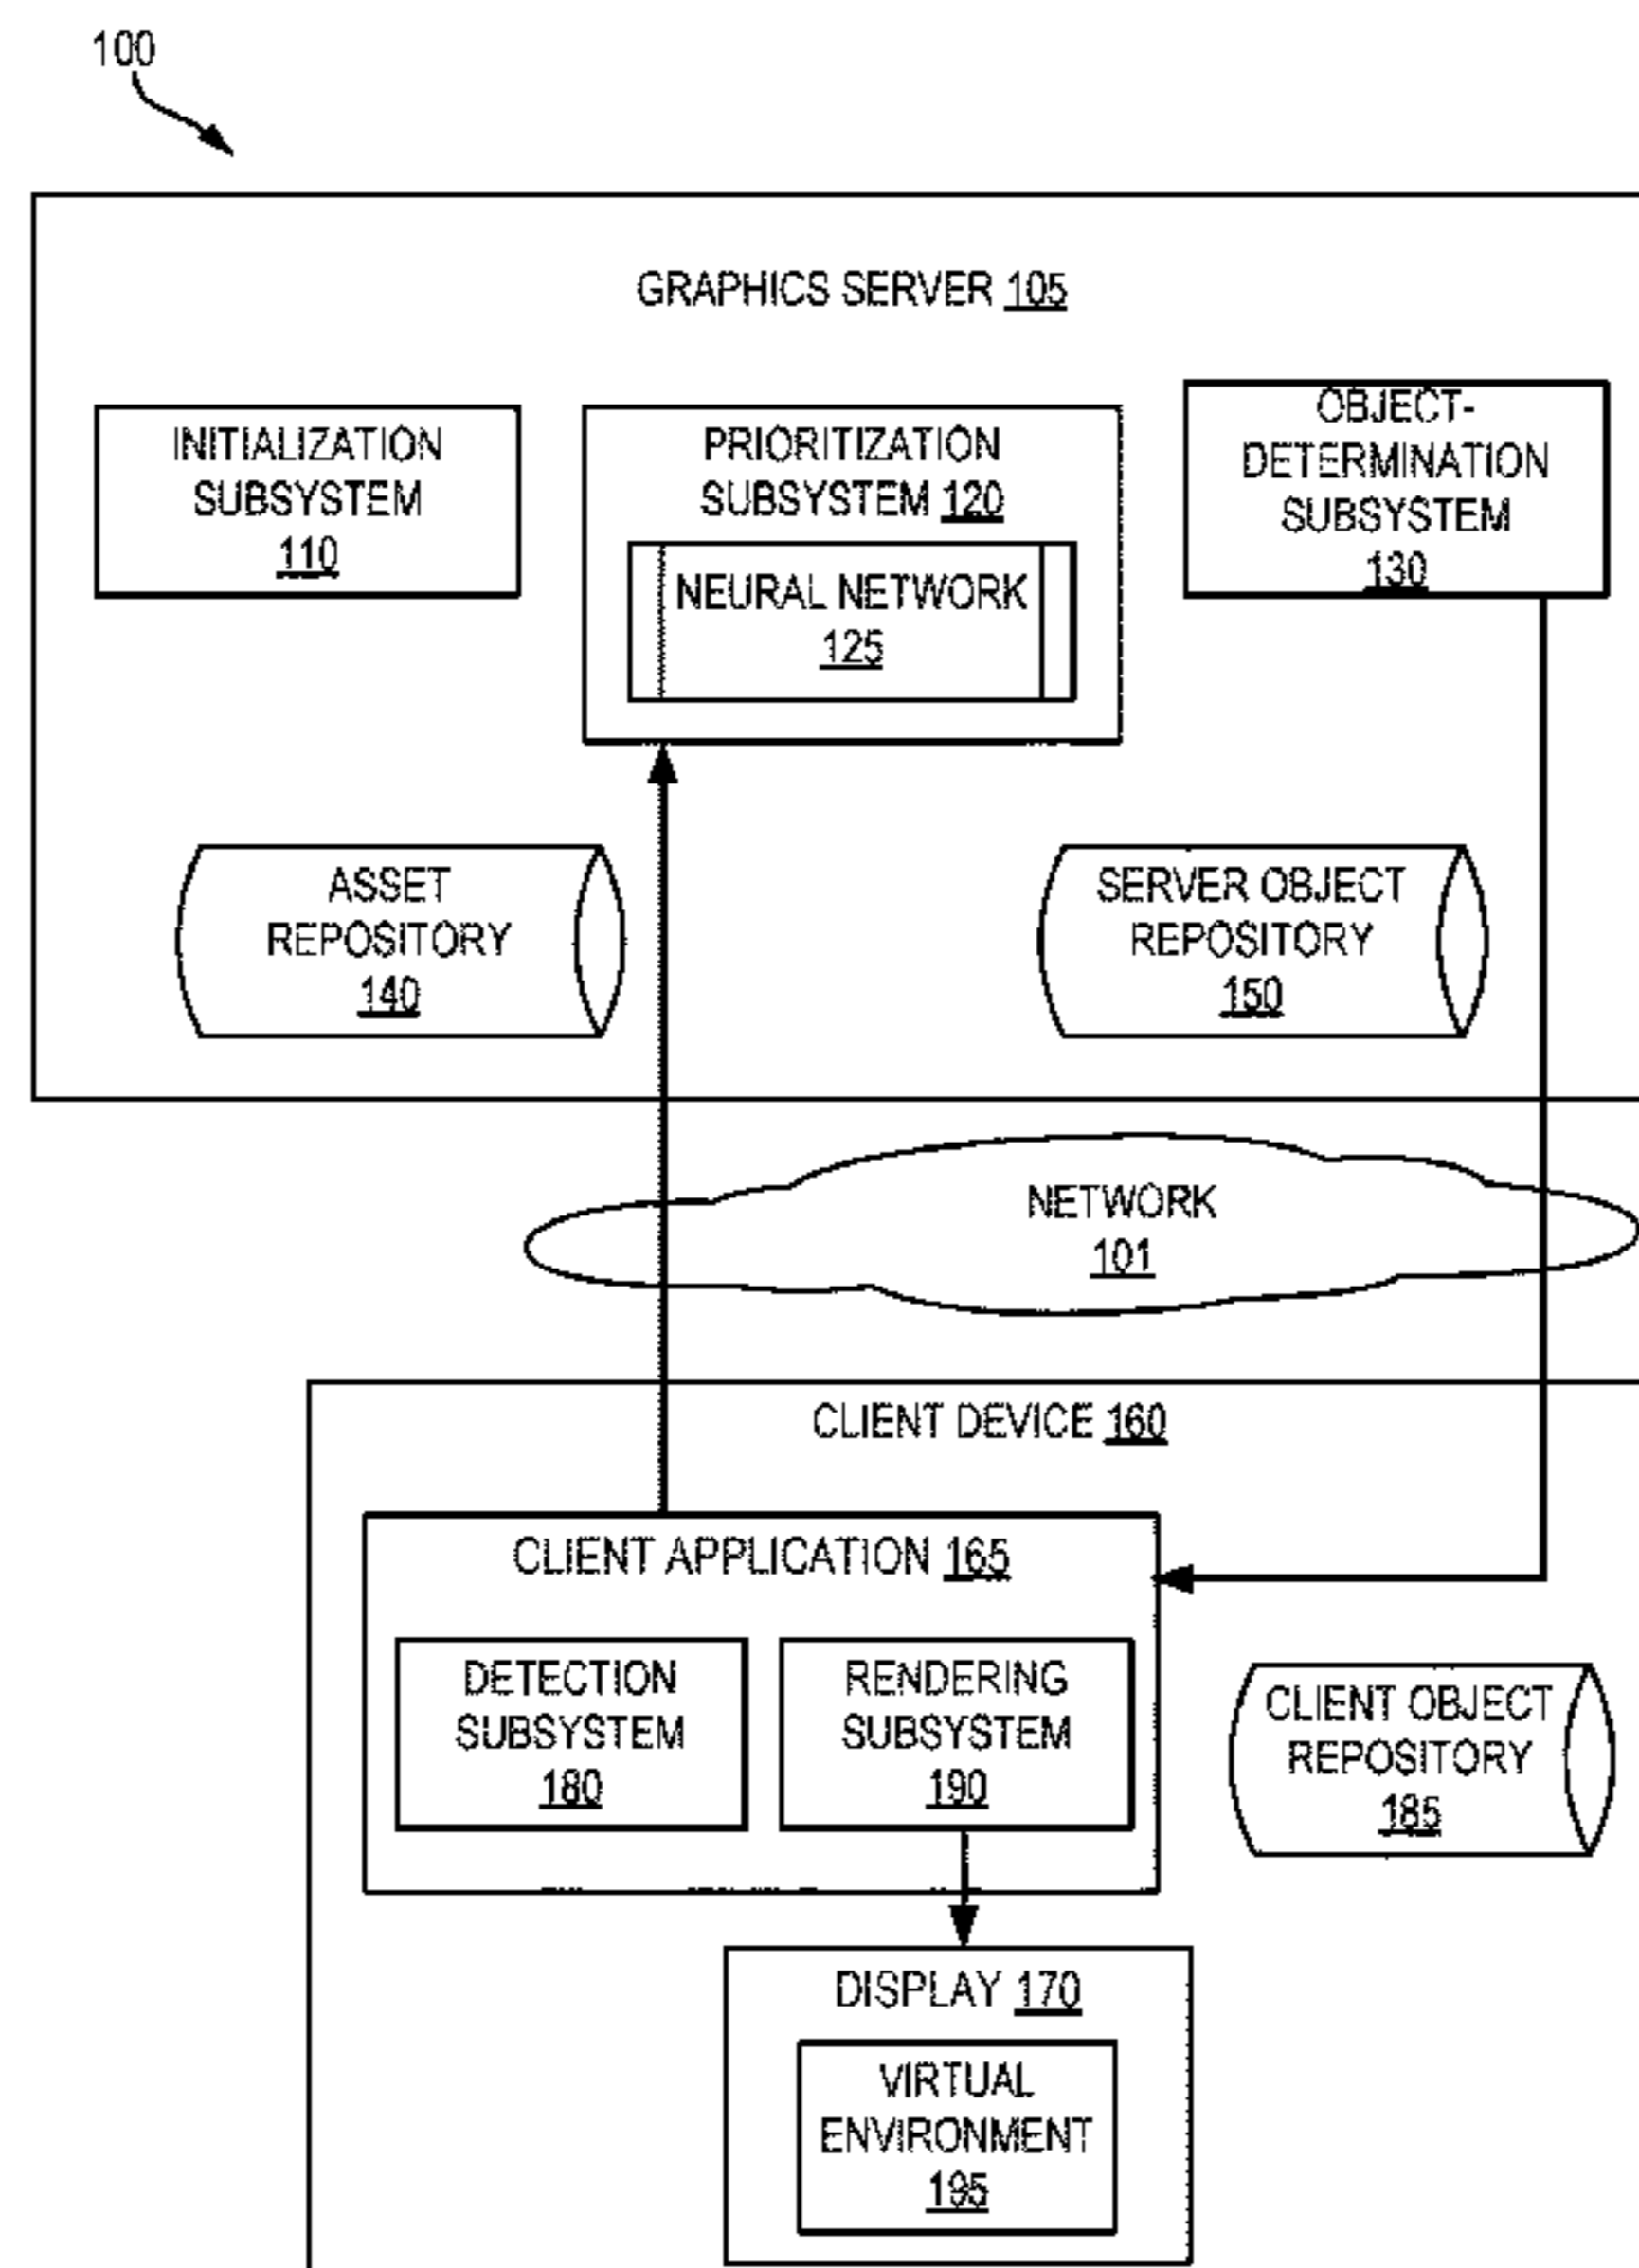 100
GRAPHICS SERVER 105
INITIALIZATION
SUBSYSTEM
110
PRIORITIZATION
SUBSYSTEM 120
NEURAL NETWORK
125
OBJECT-
DETERMINATION
SUBSYSTEM
130
ASSET
REPOSITORY
140
SERVER OBJECT
REPOSITORY
150
NETWORK
101
CLIENT DEVICE 160
CLIENT APPLICATION 165
DETECTION
SUBSYSTEM
180
RENDERING
SUBSYSTEM
190
CLIENT OBJECT
REPOSITORY
185
DISPLAY 170
VIRTUAL
ENVIRONMENT
195